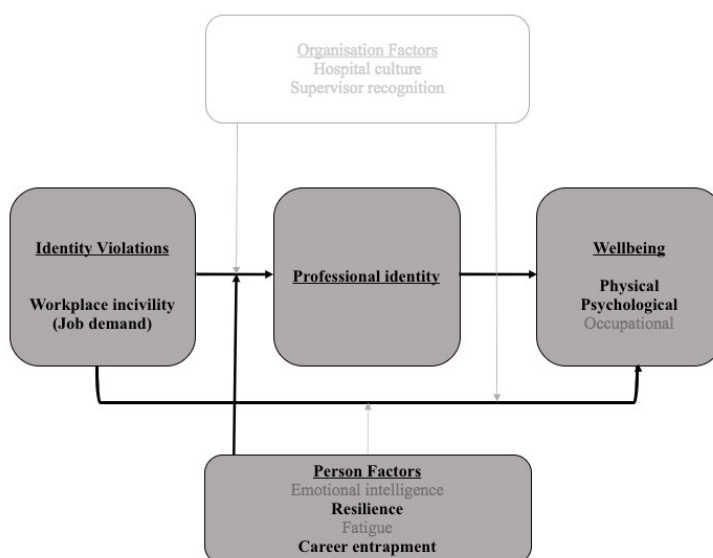 Organisation Factors
Hospital culture
Supervisor recognition
Identity Violations
Workplace incivility
(Job demand)
Professional identity
Wellbeing
Physical
Psychological
Occupational
Person Factors
Emotional intelligence
Resilience
Fatigue
Career entrapment